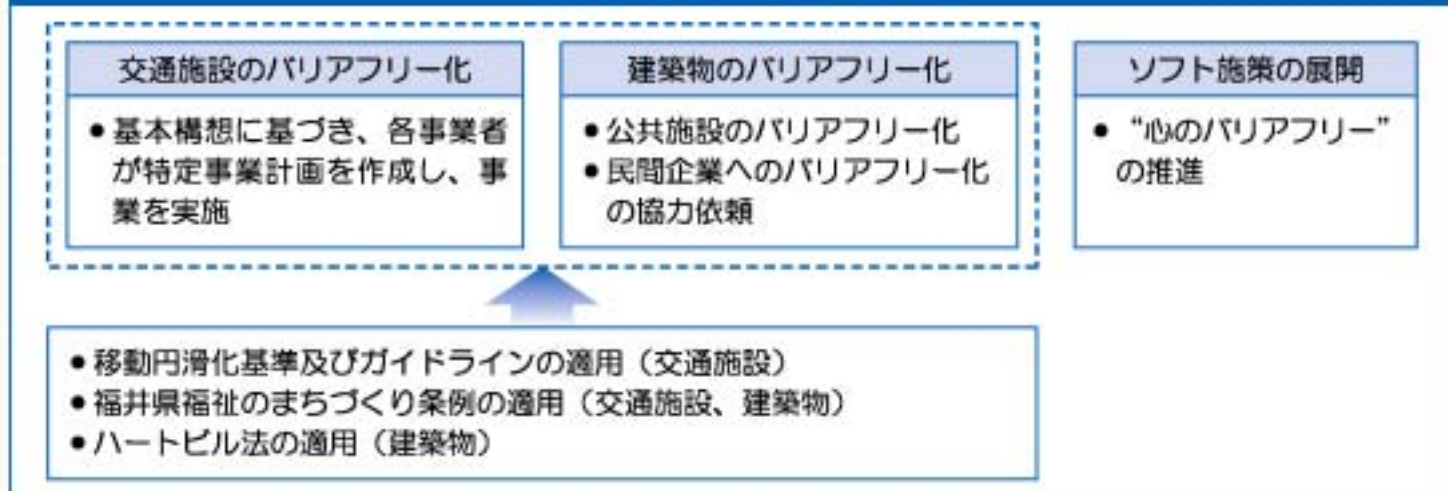 交通施設のバリアフリー化
●基本構想に基づき、各事業者
が特定事業計画を作成し、事
業を実施
建築物のバリアフリー化
●公共施設のバリアフリー化
●民間企業へのバリアフリー化
の協力依頼
ソフト施策の展開
● “心のバリアフリー”
の推進
●移動円滑化基準及びガイドラインの適用（交通施設）
●福井県福祉のまちづくり条例の適用（交通施設、建築物）
●ハートビル法の適用（建築物）